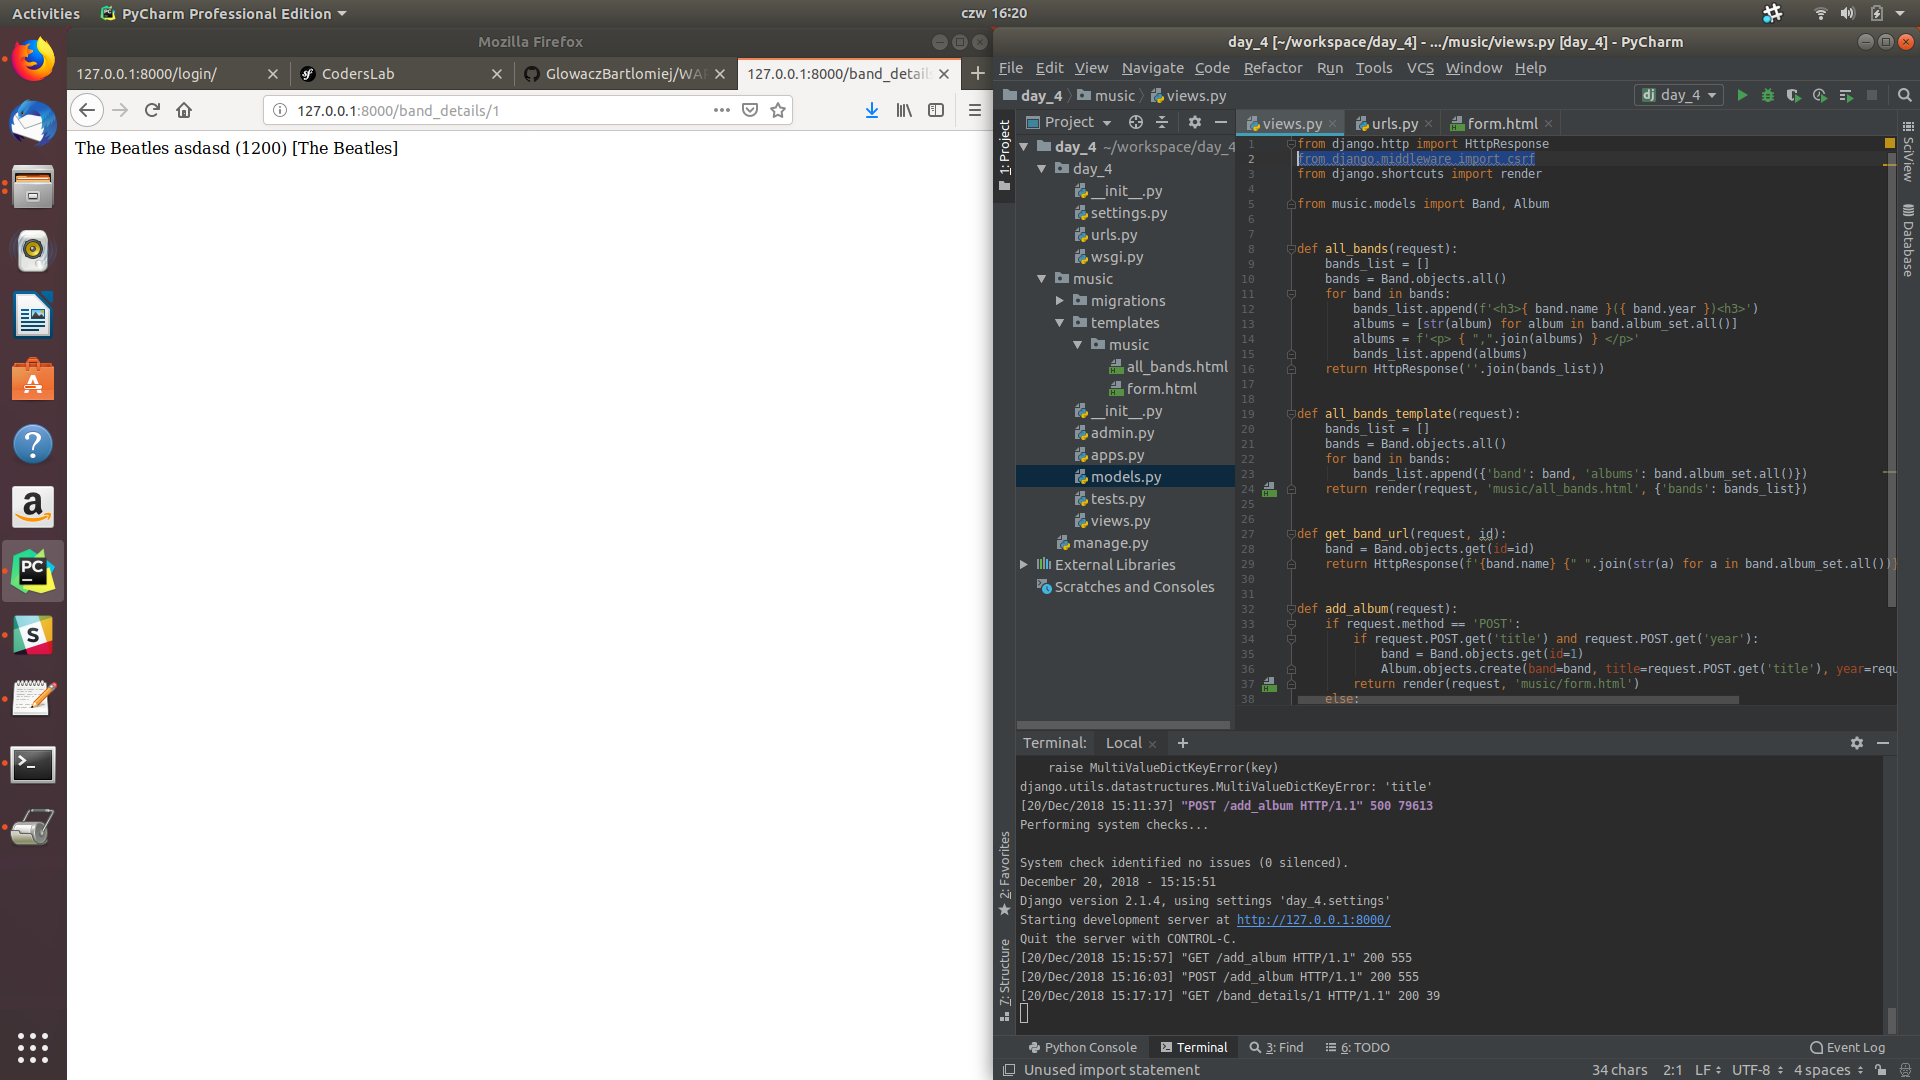 Activities
PyCharm Professional Edition
czw 16:20
Mozilla Firefox
127.0.0.1:8000/login/
CodersLab
GlowaczBartlomiej/WAR
127.0.0.1:8000/band_details
127.0.0.1:8000/band_details/1
The Beatles asdasd (1200) [The Beatles]
day_4 [~/workspace/day_4] - .../music/views.py [day_4] - PyCharm
File Edit View Navigate Code Refactor Run Tools VCS Window Help
day_4 music views.py
day_4
1: Project
2: Favorites
7: Structure
Project
day_4 ~/workspace/day_4
day_4
__init__.py
settings.py
urls.py
wsgi.py
music
migrations
templates
music
all_bands.html
form.html
__init__.py
admin.py
apps.py
models.py
tests.py
views.py
manage.py
External Libraries
Scratches and Consoles
views.py
urls.py
form.html
1 from django.http import HttpResponse
2 from django.middleware import csrf
3 from django.shortcuts import render
4
5 from music.models import Band, Album
6
7
8 def all_bands(request):
9 bands_list = []
10 bands = Band.objects.all()
11 for band in bands:
12 bands_list.append(f'<h3>{ band.name }({ band.year })<h3>')
13 albums = [str(album) for album in band.album_set.all()]
14 albums = f'<p> { ",".join(albums) } </p>'
15 bands_list.append(albums)
16 return HttpResponse(''.join(bands_list))
17
18
19 def all_bands_template(request):
20 bands_list = []
21 bands = Band.objects.all()
22 for band in bands:
23 bands_list.append({'band': band, 'albums': band.album_set.all()})
24 return render(request, 'music/all_bands.html', {'bands': bands_list})
25
26
27 def get_band_url(request, id):
28 band = Band.objects.get(id=id)
29 return HttpResponse(f'{band.name} {" ".join(str(a) for a in band.album_set.all())}
30
31
32 def add_album(request):
33 if request.method == 'POST':
34 if request.POST.get('title') and request.POST.get('year'):
35 band = Band.objects.get(id=1)
36 Album.objects.create(band=band, title=request.POST.get('title'), year=requ
37 return render(request, 'music/form.html')
38 else:
SciView
Database
Terminal: Local
raise MultiValueDictKeyError(key)
django.utils.datastructures.MultiValueDictKeyError: 'title'
[20/Dec/2018 15:11:37] "POST /add_album HTTP/1.1" 500 79613
Performing system checks...
System check identified no issues (0 silenced).
December 20, 2018 - 15:15:51
Django version 2.1.4, using settings 'day_4.settings'
Starting development server at http://127.0.0.1:8000/
Quit the server with CONTROL-C.
[20/Dec/2018 15:15:57] "GET /add_album HTTP/1.1" 200 555
[20/Dec/2018 15:16:03] "POST /add_album HTTP/1.1" 200 555
[20/Dec/2018 15:17:17] "GET /band_details/1 HTTP/1.1" 200 39
Python Console Terminal 3: Find 6: TODO
Event Log
Unused import statement
34 chars 2:1 LF UTF-8 4 spaces